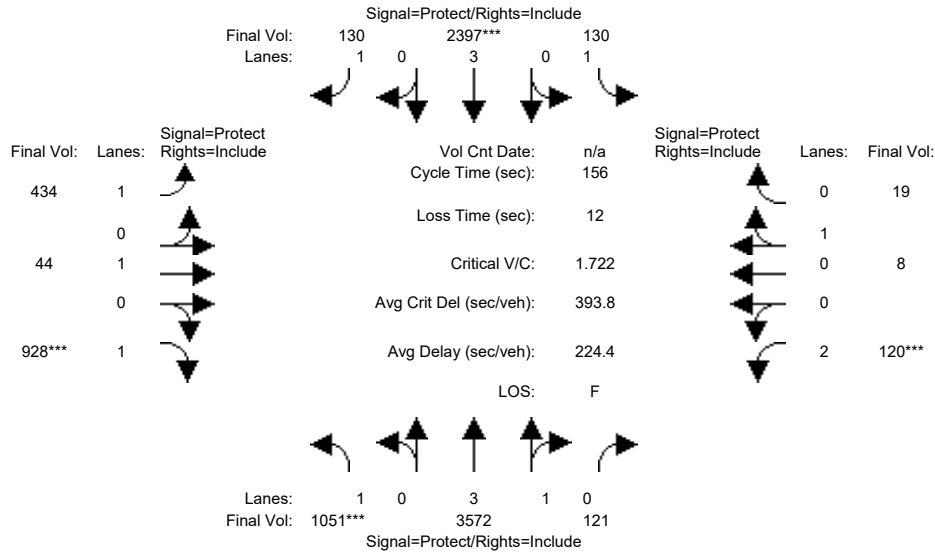 Signal=Protect/Rights=Include
Final Vol: 130 2397*** 130
Lanes: 1 0 3 0 1
Signal=Protect Signal=Protect
Final Vol: Lanes: Rights=Include Vol Cnt Date: n/a Rights=Include Lanes: Final Vol:
Cycle Time (sec): 156
434 1 0 19
Loss Time (sec): 12
0 1
44 1 Critical V/C: 1.722 0 8
0 Avg Crit Del (sec/veh): 393.8 0
928*** 1 Avg Delay (sec/veh): 224.4 2 120***
LOS: F
Lanes: 1 0 3 1 0
Final Vol: 1051*** 3572 121
Signal=Protect/Rights=Include